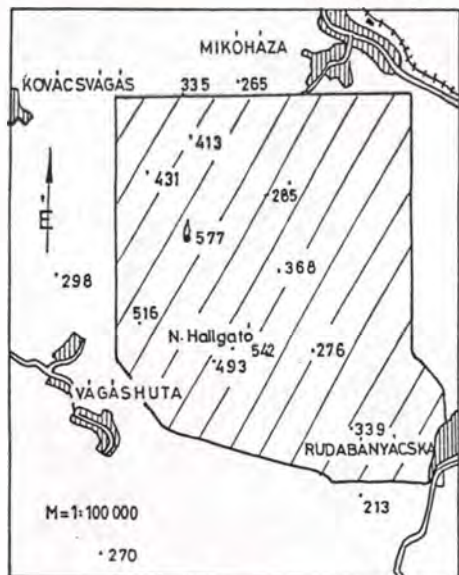 MIKÓHÁZA
KOVÁCSVÁGÁS 335 265
413
431
285
É
577
298
368
516
N. Hallgató
542
276
493
VÁGÁSHUTA
339
RUDABÁNYÁCSKA
M=1:100 000
213
270